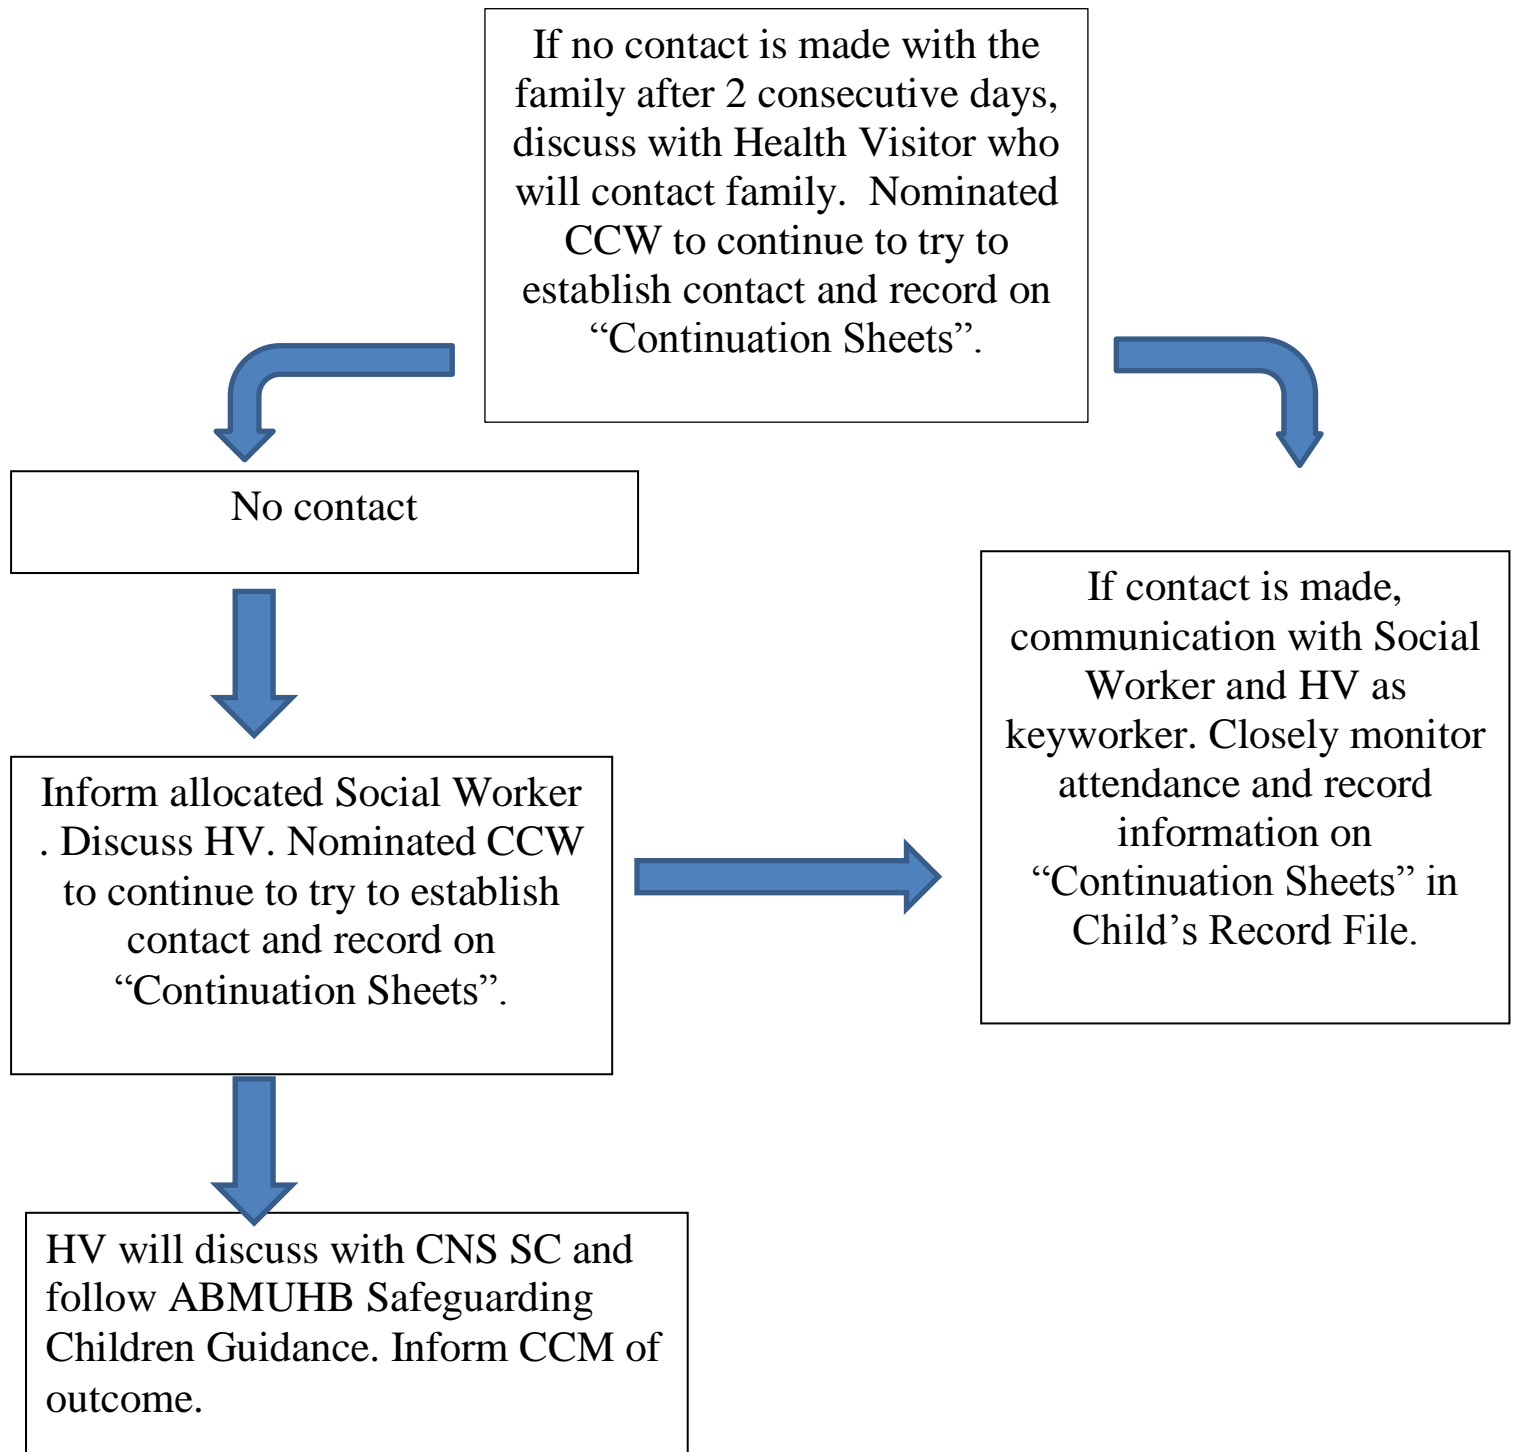 If no contact is made with the
family after 2 consecutive days,
discuss with Health Visitor who
will contact family.  Nominated
CCW to continue to try to
establish contact and record on
“Continuation Sheets”.
No contact
If contact is made,
communication with Social
Worker and HV as
keyworker. Closely monitor
attendance and record
information on
“Continuation Sheets” in
Child’s Record File.
Inform allocated Social Worker
. Discuss HV. Nominated CCW
to continue to try to establish
contact and record on
“Continuation Sheets”.
HV will discuss with CNS SC and
follow ABMUHB Safeguarding
Children Guidance. Inform CCM of
outcome.